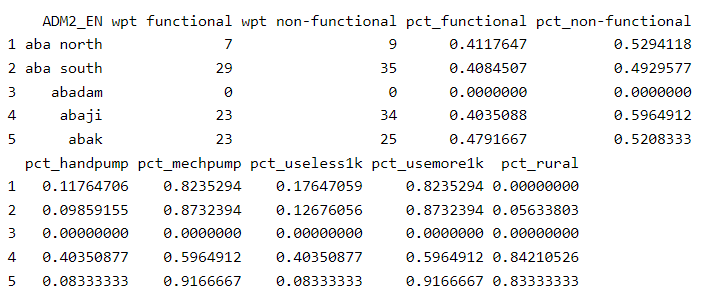 ADM2_EN wpt functional wpt non-functional pct_functional pct_non-functional
1 aba north 7 9 0.4117647 0.5294118
2 aba south 29 35 0.4084507 0.4929577
3 abadam 0 0 0.0000000 0.0000000
4 abaji 23 34 0.4035088 0.5964912
5 abak 23 25 0.4791667 0.5208333
pct_handpump pct_mechpump pct_useless1k pct_usemore1k pct_rural
1 0.11764706 0.8235294 0.17647059 0.8235294 0.00000000
2 0.09859155 0.8732394 0.12676056 0.8732394 0.05633803
3 0.00000000 0.0000000 0.00000000 0.0000000 0.00000000
4 0.40350877 0.5964912 0.40350877 0.5964912 0.84210526
5 0.08333333 0.9166667 0.08333333 0.9166667 0.83333333